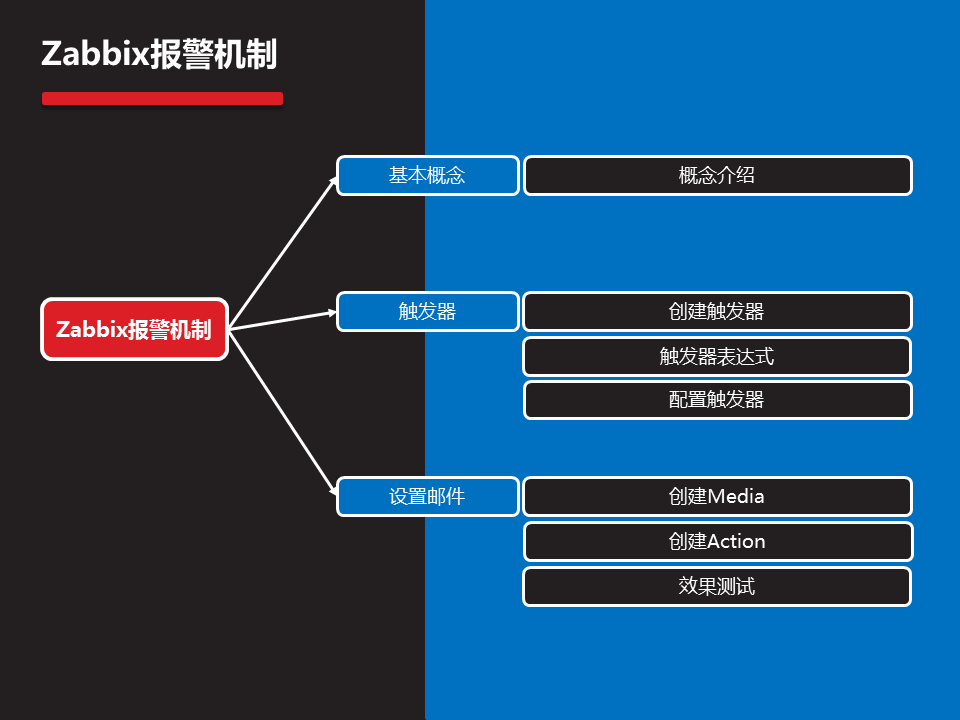 Zabbix报警机制
基本概念
概念介绍
Zabbix报警机制
触发器
创建触发器
触发器表达式
配置触发器
设置邮件
创建Media
创建Action
效果测试